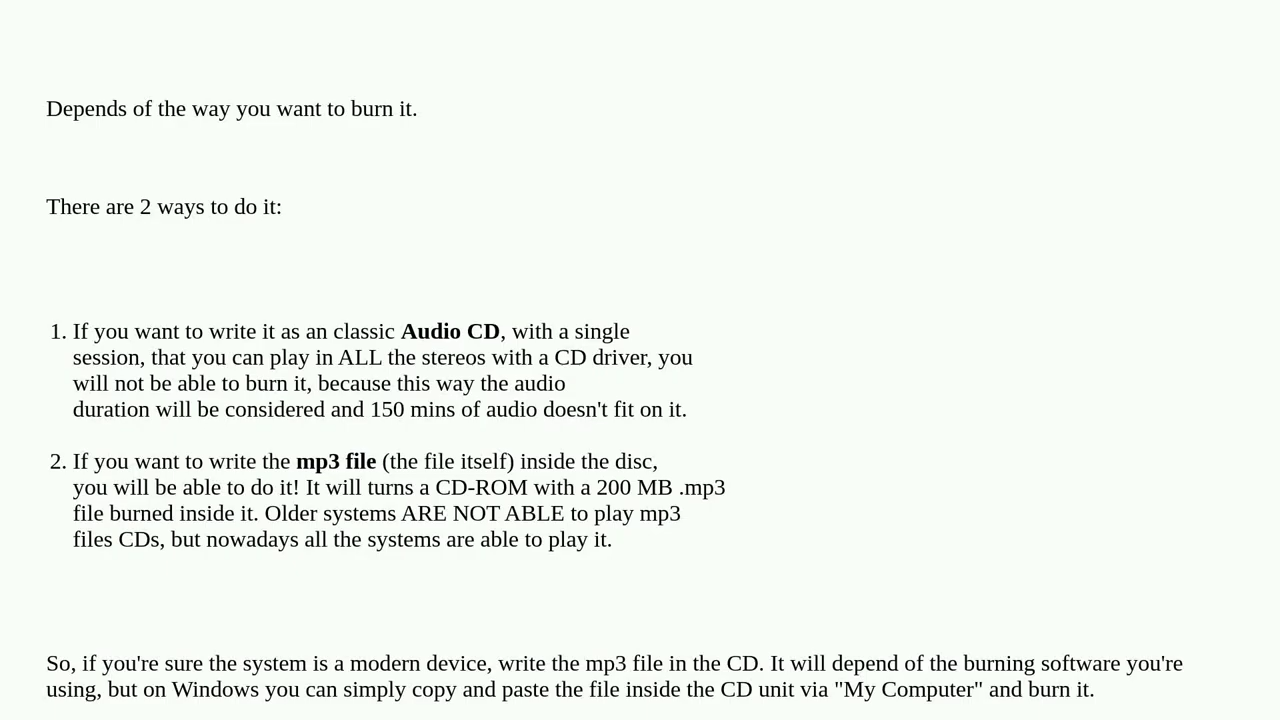 Depends of the way you want to burn it.
There are 2 ways to do it:
1. If you want to write it as an classic Audio CD, with a single
session, that you can play in ALL the stereos with a CD driver, you
will not be able to burn it, because this way the audio
duration will be considered and 150 mins of audio doesn't fit on it.
2. If you want to write the mp3 file (the file itself) inside the disc,
you will be able to do it! It will turns a CD-ROM with a 200 MB .mp3
file burned inside it. Older systems ARE NOT ABLE to play mp3
files CDs, but nowadays all the systems are able to play it.
So, if you're sure the system is a modern device, write the mp3 file in the CD. It will depend of the burning software you're
using, but on Windows you can simply copy and paste the file inside the CD unit via "My Computer" and burn it.